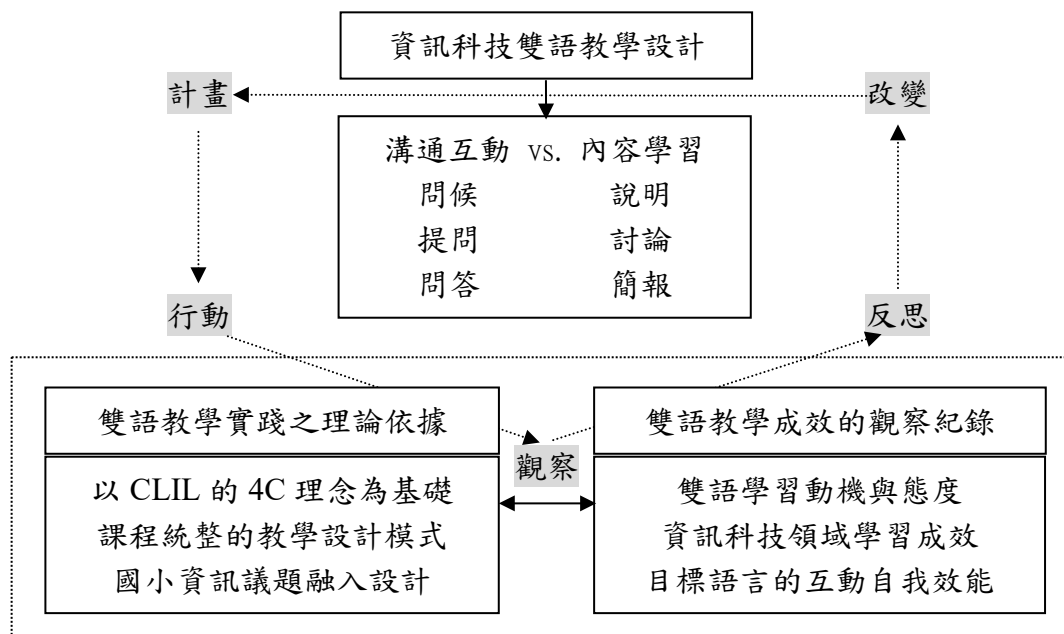 資訊科技雙語教學設計
計畫
改變
溝通互動 vs. 內容學習
問候 說明
提問 討論
問答 簡報
行動
反思
雙語教學實踐之理論依據
雙語教學成效的觀察紀錄
觀察
以 CLIL 的 4C 理念為基礎
課程統整的教學設計模式
國小資訊議題融入設計
雙語學習動機與態度
資訊科技領域學習成效
目標語言的互動自我效能